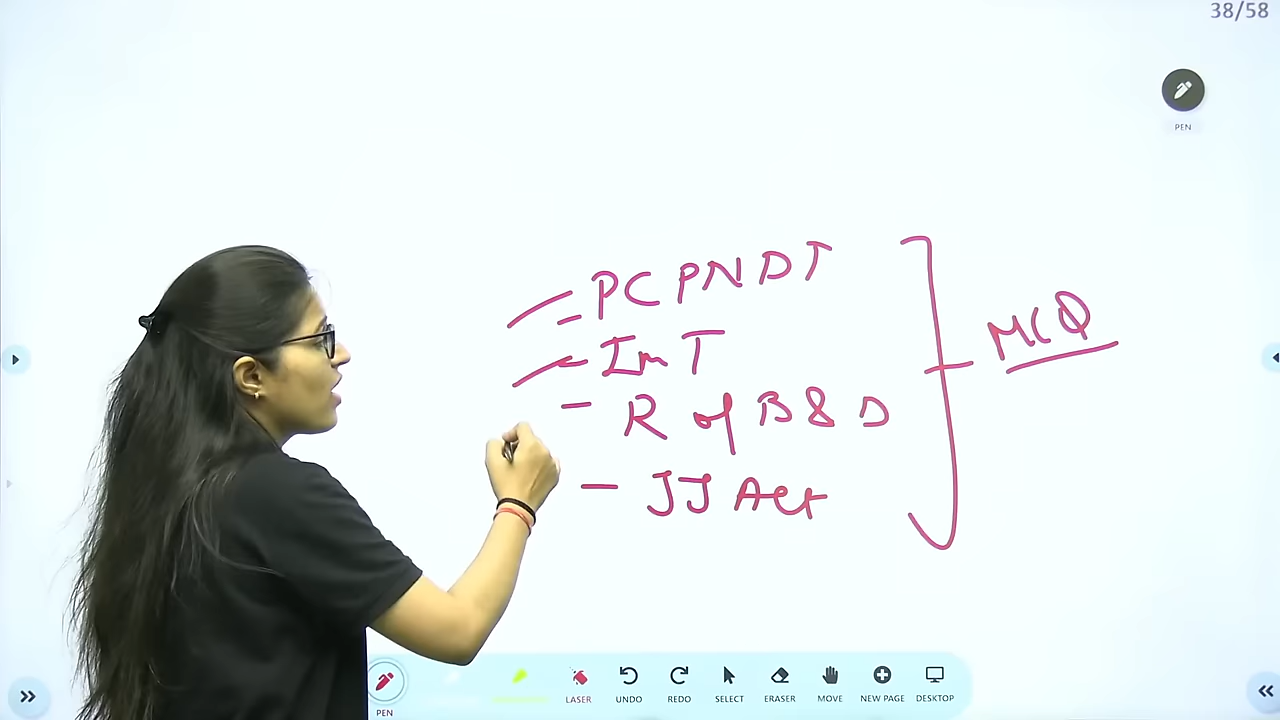 38/58
PEN
- PCPNDT
- ImT
- R of B & D
- JJ Act
MCQ
PEN
LASER
UNDO
REDO
SELECT
ERASER
MOVE
NEW PAGE
DESKTOP